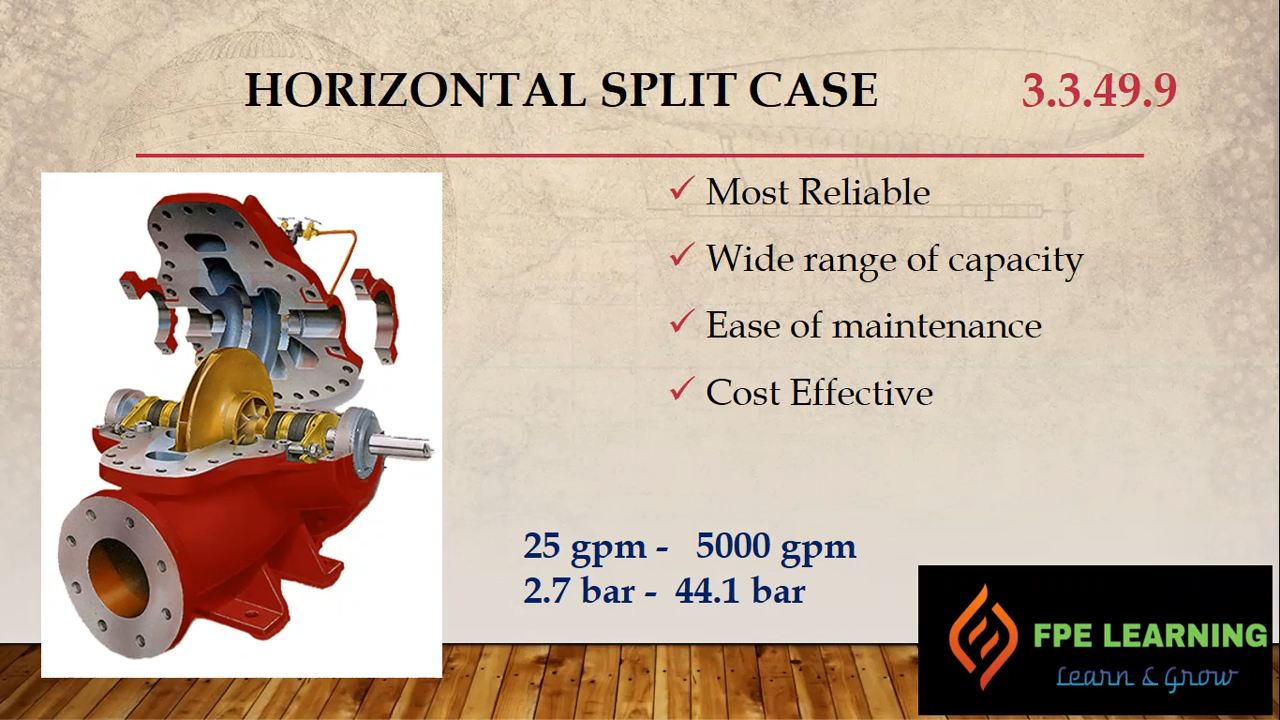 HORIZONTAL SPLIT CASE 3.3.49.9
✓ Most Reliable
✓ Wide range of capacity
✓ Ease of maintenance
✓ Cost Effective
25 gpm - 5000 gpm
2.7 bar - 44.1 bar
FPE LEARNING
Learn & Grow